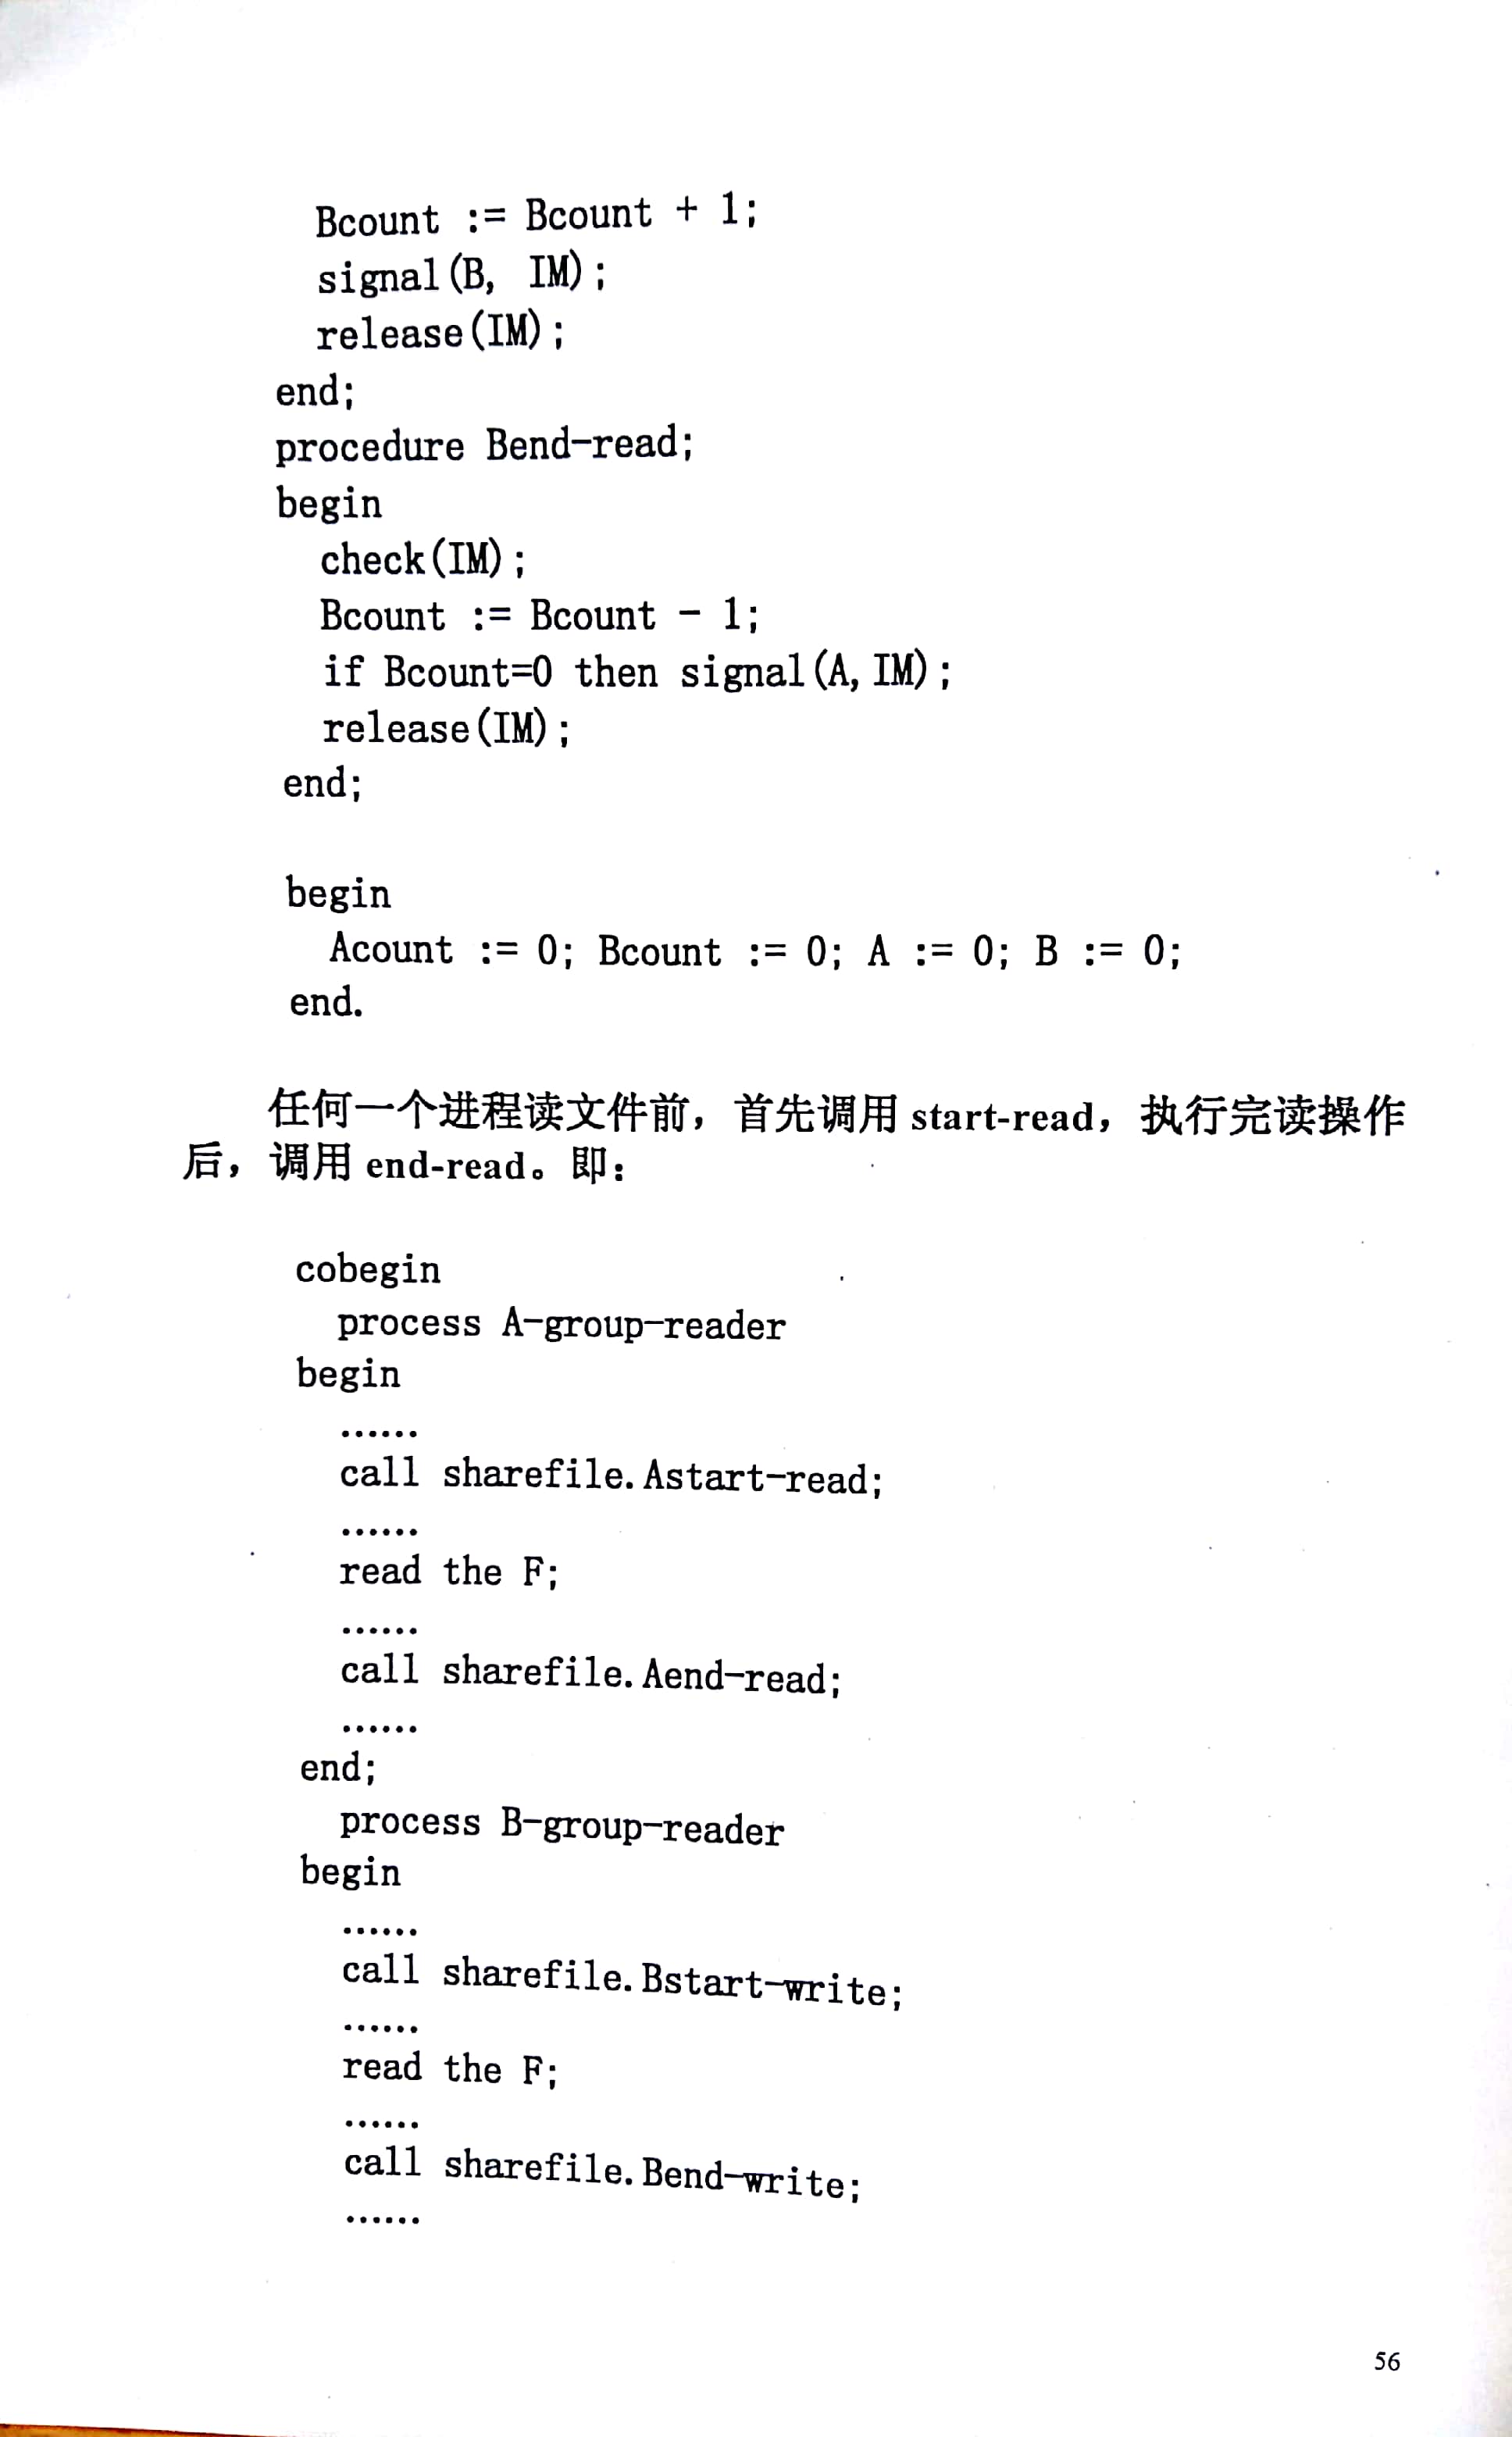 Bcount := Bcount + 1;
signal(B, IM);
release(IM);
end;
procedure Bend-read;
begin
check(IM);
Bcount := Bcount - 1;
if Bcount=0 then signal(A,IM);
release(IM);
end;
begin
Acount := 0; Bcount := 0; A := 0; B := 0;
end.
任何一个进程读文件前，首先调用 start-read，执行完读操作
后，调用 end-read。即：
cobegin
process A-group-reader
begin
……
call sharefile.Astart-read;
……
read the F;
……
call sharefile.Aend-read;
……
end;
process B-group-reader
begin
……
call sharefile.Bstart-write;
……
read the F;
……
call sharefile.Bend-write;
……
56